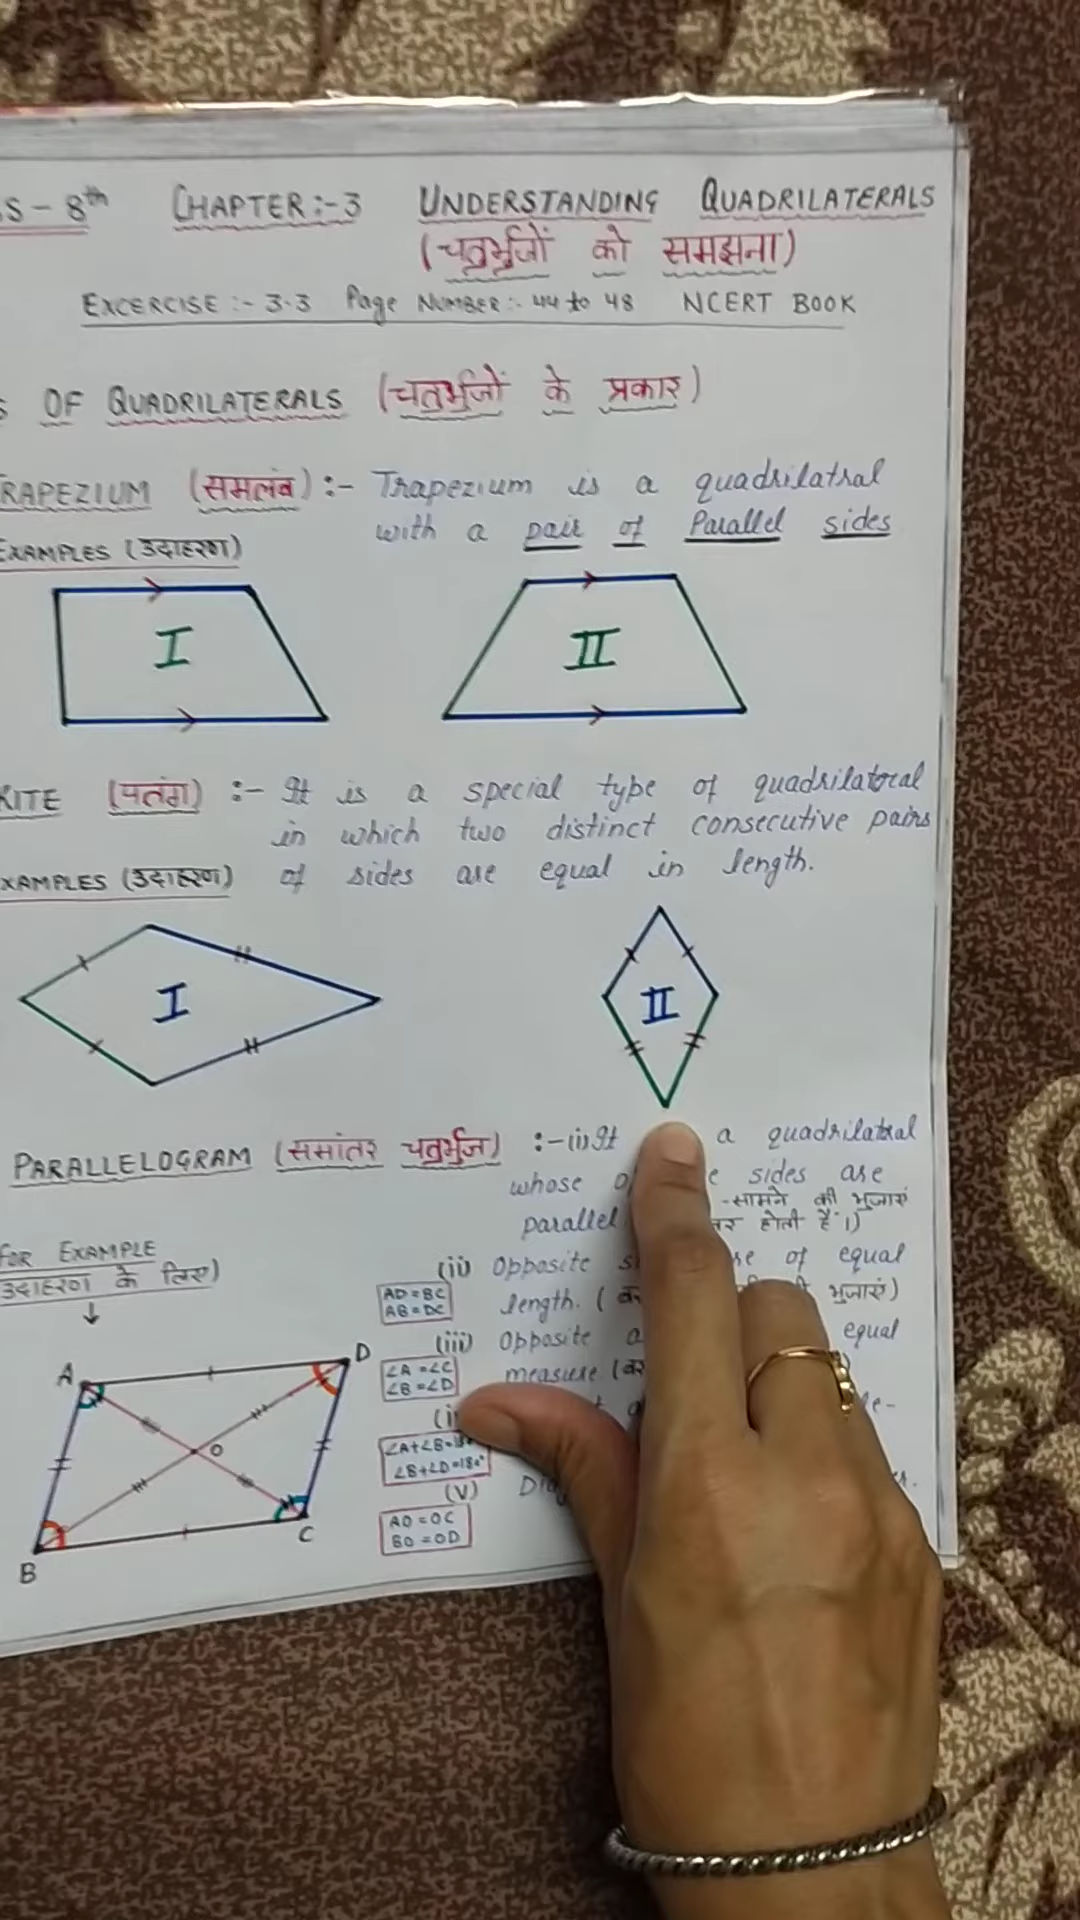 S - 8th CHAPTER:-3 UNDERSTANDING QUADRILATERALS
(चतुर्भुजों को समझना)
EXCERCISE:- 3.3 Page NUMBER:- 44 to 48 NCERT BOOK
S OF QUADRILATERALS (चतुर्भुजों के प्रकार)
RAPEZIUM (समलंब) :- Trapezium is a quadrilatral
with a pair of Parallel sides
EXAMPLES (उदाहरण)
I
II
KITE (पतंग) :- It is a special type of quadrilateral
in which two distinct consecutive pairs
XAMPLES (उदाहरण) of sides are equal in length.
I
II
PARALLELOGRAM (समांतर चतुर्भुज) :- (i) It a quadrilateral
whose sides are
-सामने की भुजाएं
parallel होती हैं।)
FOR EXAMPLE
उदाहरण के लिए)
(ii) Opposite of equal
AD = BC
AB = DC
length. ( भुजाएं)
(iii) Opposite equal
∠A = ∠C
∠B = ∠D
measure (
∠A+∠B=18
∠B+∠D=180°
(V)
AO = OC
BO = OD
A
D
O
B
C